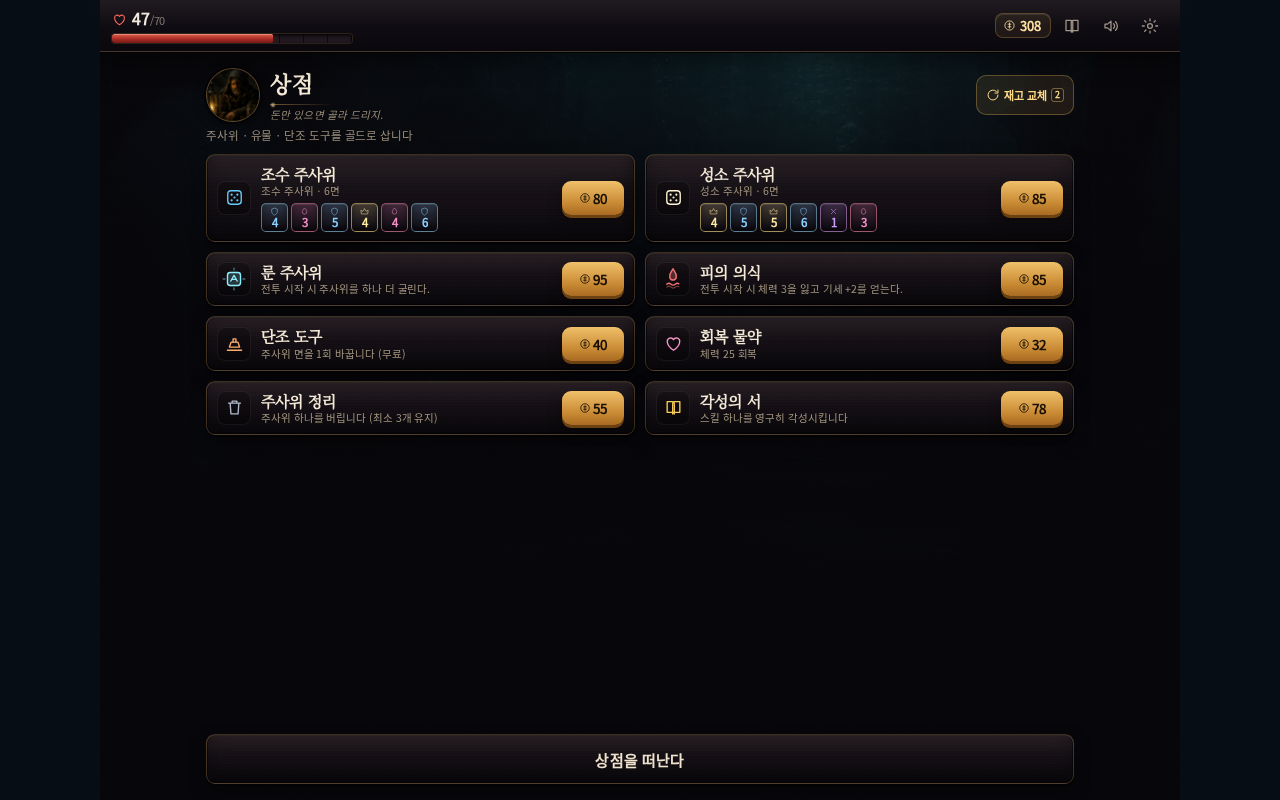 47/70
308
상점
돈만 있으면 골라 드리지.
재고 교체 2
주사위 · 유물 · 단조 도구를 골드로 삽니다
조수 주사위
조수 주사위 · 6면
4 3 5 4 4 6
80
성소 주사위
성소 주사위 · 6면
4 5 5 6 1 3
85
룬 주사위
전투 시작 시 주사위를 하나 더 굴린다.
95
피의 의식
전투 시작 시 체력 3을 잃고 기세 +2를 얻는다.
85
단조 도구
주사위 면을 1회 바꿉니다 (무료)
40
회복 물약
체력 25 회복
32
주사위 정리
주사위 하나를 버립니다 (최소 3개 유지)
55
각성의 서
스킬 하나를 영구히 각성시킵니다
78
상점을 떠난다